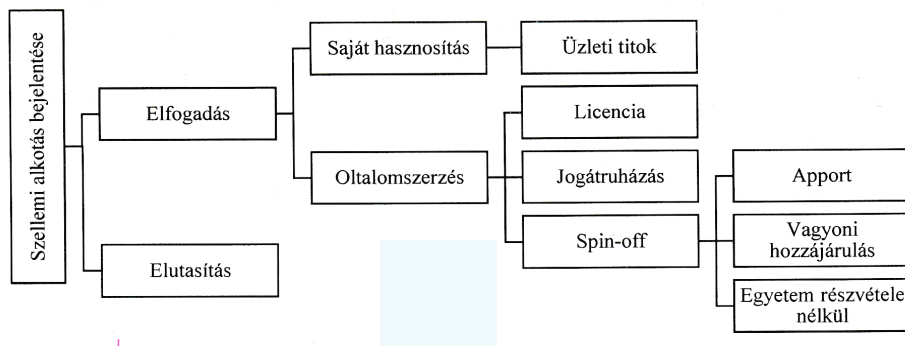 Szellemi alkotás bejelentése
Elfogadás
Elutasítás
Saját hasznosítás
Oltalomszerzés
Üzleti titok
Licencia
Jogátruházás
Spin-off
Apport
Vagyoni
hozzájárulás
Egyetem részvétele
nélkül